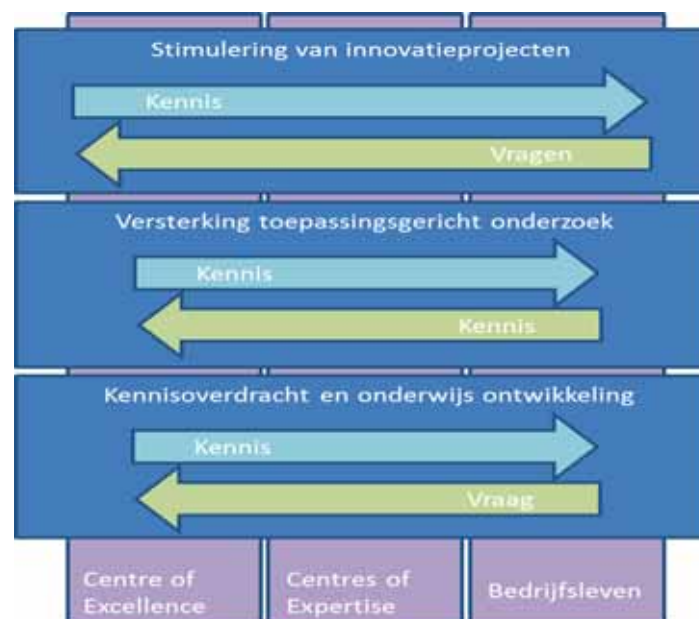 Stimulering van innovatieprojecten
Kennis
Vragen
Versterking toepassingsgericht onderzoek
Kennis
Kennis
Kennisoverdracht en onderwijs ontwikkeling
Kennis
Vraag
Centre of
Excellence
Centres of
Expertise
Bedrijfsleven